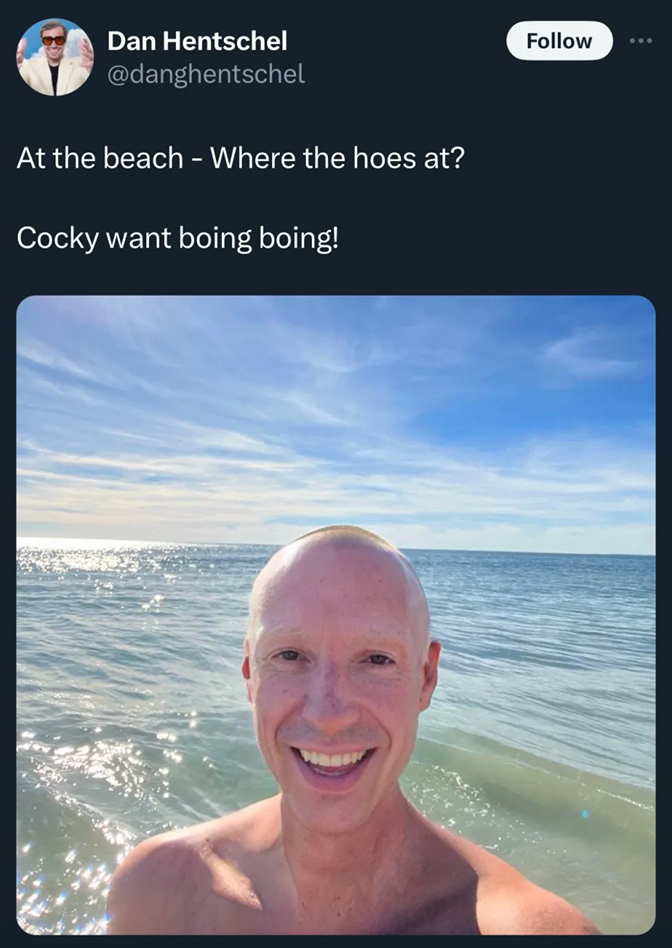 Dan Hentschel
Follow
@danghentschel
At the beach - Where the hoes at?
Cocky want boing boing!